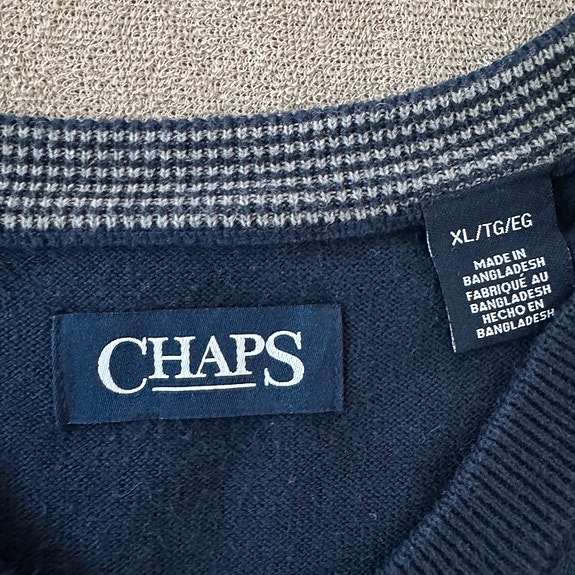 CHAPS
XL/TG/EG
MADE IN
BANGLADESH
FABRIQUÉ AU
BANGLADESH
HECHO EN
BANGLADESH